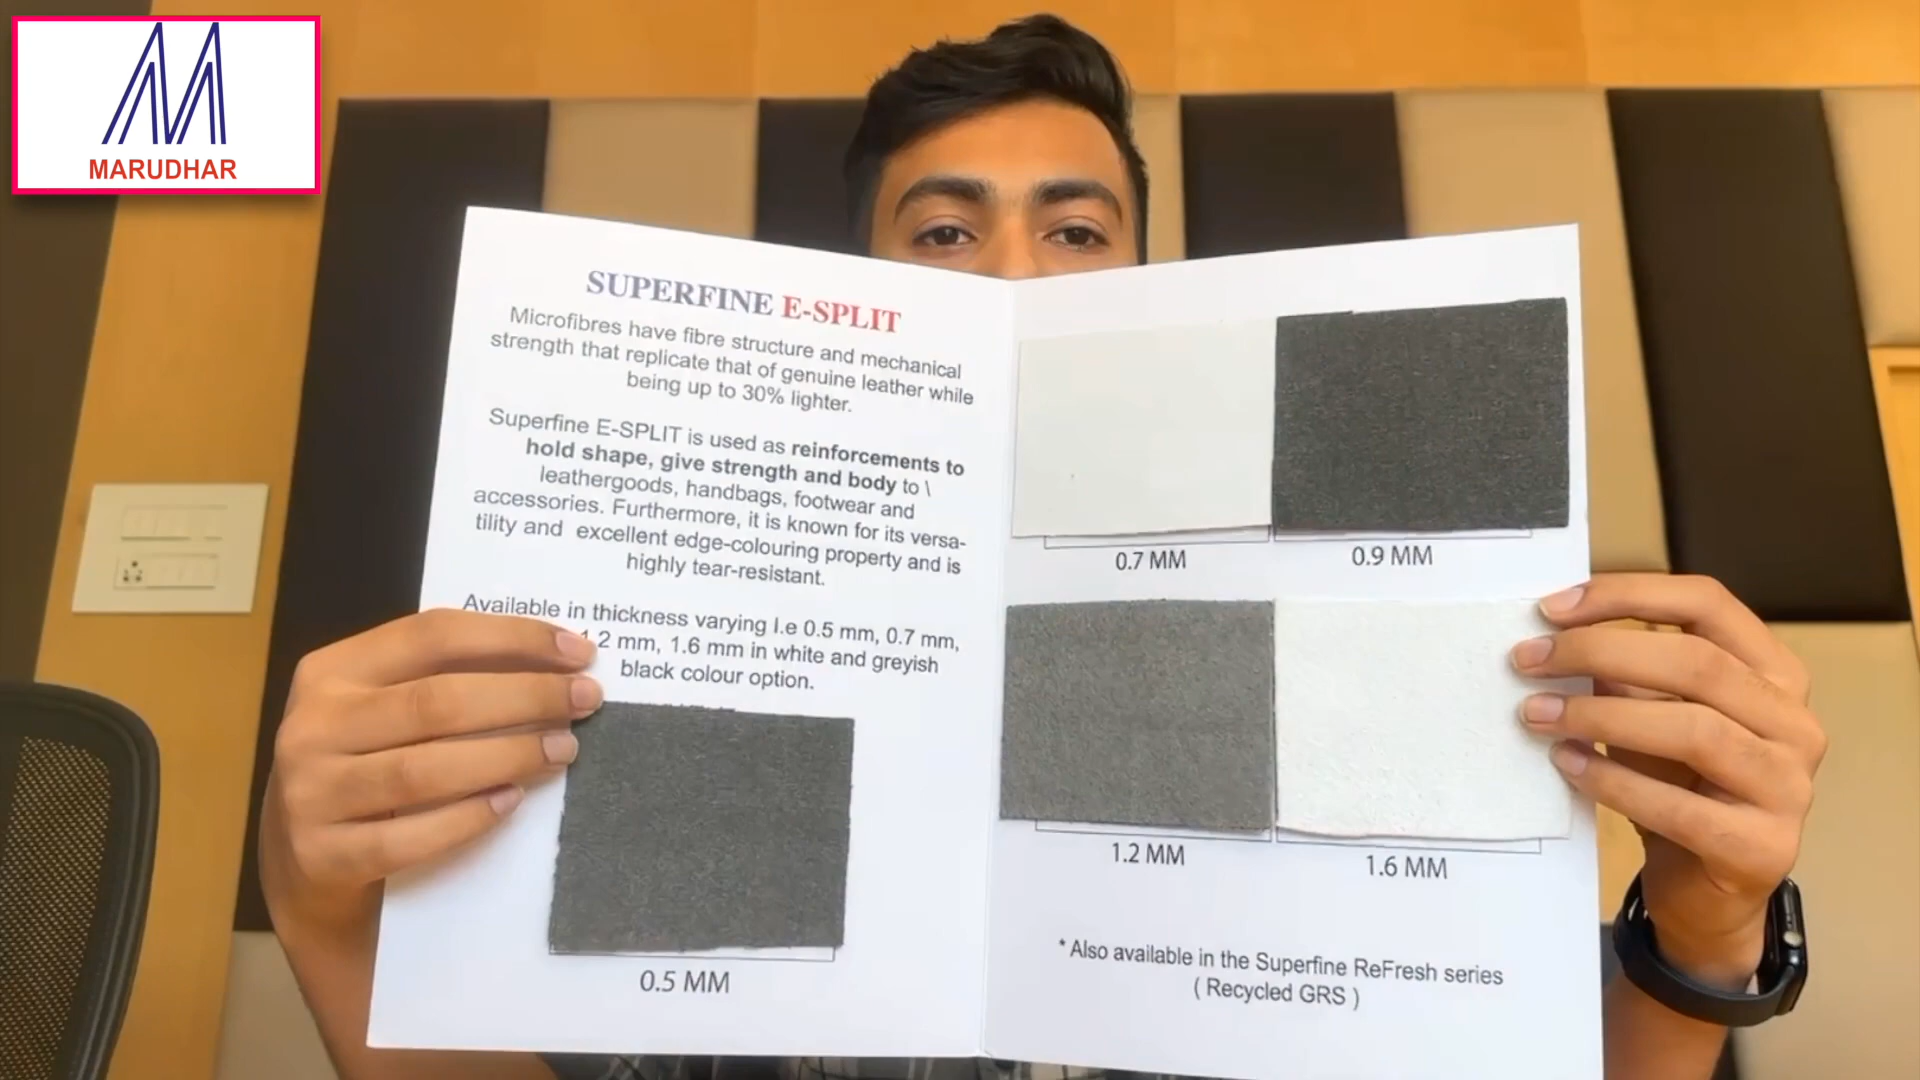 MARUDHAR
SUPERFINE E-SPLIT
Microfibres have fibre structure and mechanical
strength that replicate that of genuine leather while
being up to 30% lighter.
Superfine E-SPLIT is used as reinforcements to
hold shape, give strength and body to \
leathergoods, handbags, footwear and
accessories. Furthermore, it is known for its versa-
tility and excellent edge-colouring property and is
highly tear-resistant.
Available in thickness varying I.e 0.5 mm, 0.7 mm,
1.2 mm, 1.6 mm in white and greyish
black colour option.
0.5 MM
0.7 MM
0.9 MM
1.2 MM
1.6 MM
* Also available in the Superfine ReFresh series
( Recycled GRS )